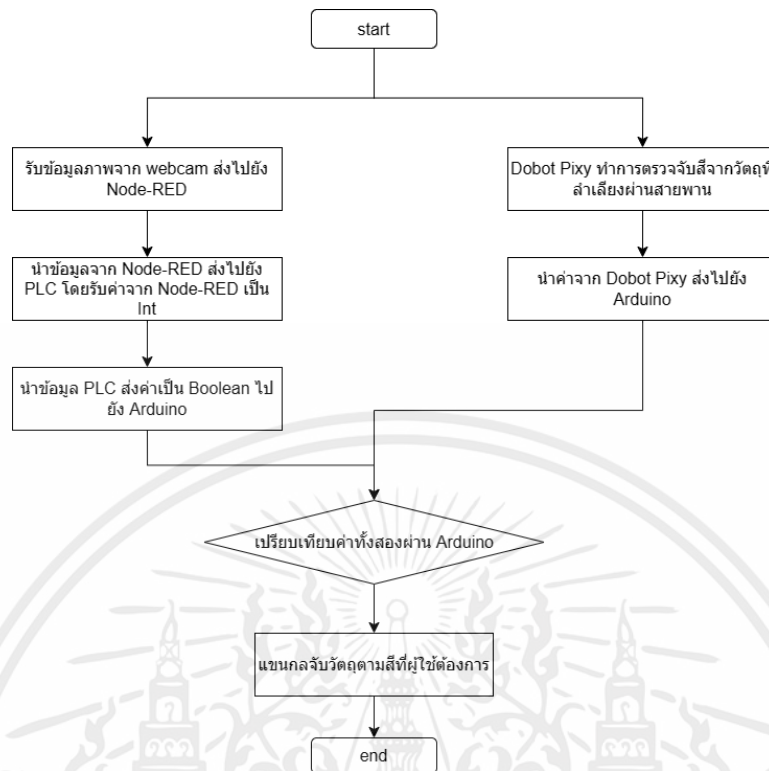 start
รับข้อมูลภาพจาก webcam ส่งไปยัง
Node-RED
นำข้อมูลจาก Node-RED ส่งไปยัง
PLC โดยรับค่าจาก Node-RED เป็น
Int
นำข้อมูล PLC ส่งค่าเป็น Boolean ไป
ยัง Arduino
Dobot Pixy ทำการตรวจจับสีจากวัตถุที่
ลำเลียงผ่านสายพาน
นำค่าจาก Dobot Pixy ส่งไปยัง
Arduino
เปรียบเทียบค่าทั้งสองผ่าน Arduino
แขนกลจับวัตถุตามสีที่ผู้ใช้ต้องการ
end